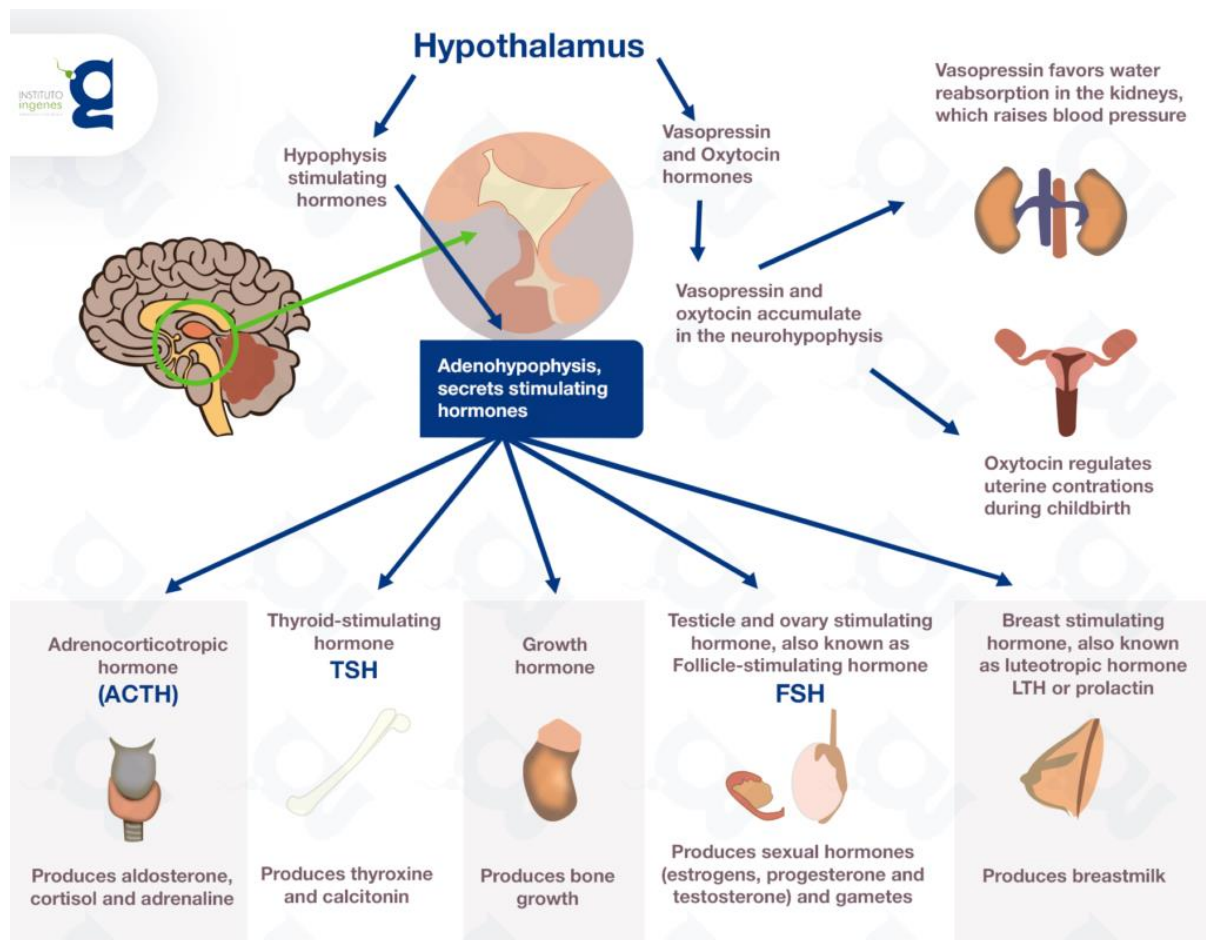 Hypothalamus
INSTITUTO
ingenes
Hypophysis
stimulating
hormones
Vasopressin
and Oxytocin
hormones
Vasopressin favors water
reabsorption in the kidneys,
which raises blood pressure
Vasopressin and
oxytocin accumulate
in the neurohypophysis
Adenohypophysis,
secrets stimulating
hormones
Oxytocin regulates
uterine contrations
during childbirth
Adrenocorticotropic
hormone
(ACTH)
Produces aldosterone,
cortisol and adrenaline
Thyroid-stimulating
hormone
TSH
Produces thyroxine
and calcitonin
Growth
hormone
Produces bone
growth
Testicle and ovary stimulating
hormone, also known as
Follicle-stimulating hormone
FSH
Produces sexual hormones
(estrogens, progesterone and
testosterone) and gametes
Breast stimulating
hormone, also known
as luteotropic hormone
LTH or prolactin
Produces breastmilk